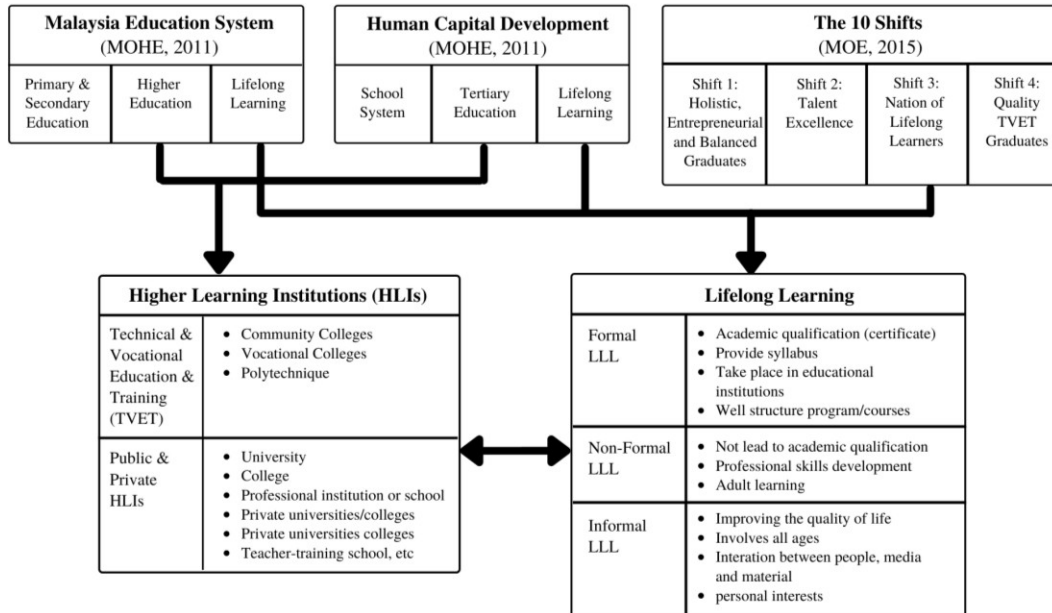 Malaysia Education System
(MOHE, 2011)
Primary &
Secondary
Education
Higher
Education
Lifelong
Learning
Human Capital Development
(MOHE, 2011)
School
System
Tertiary
Education
Lifelong
Learning
The 10 Shifts
(MOE, 2015)
Shift 1:
Holistic,
Entrepreneurial
and Balanced
Graduates
Shift 2:
Talent
Excellence
Shift 3:
Nation of
Lifelong
Learners
Shift 4:
Quality
TVET
Graduates
Higher Learning Institutions (HLIs)
Technical &
Vocational
Education &
Training
(TVET)
• Community Colleges
• Vocational Colleges
• Polytechnique
Public &
Private
HLIs
• University
• College
• Professional institution or school
• Private universities/colleges
• Private universities colleges
• Teacher-training school, etc
Lifelong Learning
Formal
LLL
• Academic qualification (certificate)
• Provide syllabus
• Take place in educational
institutions
• Well structure program/courses
Non-Formal
LLL
• Not lead to academic qualification
• Professional skills development
• Adult learning
Informal
LLL
• Improving the quality of life
• Involves all ages
• Interation between people, media
and material
• personal interests